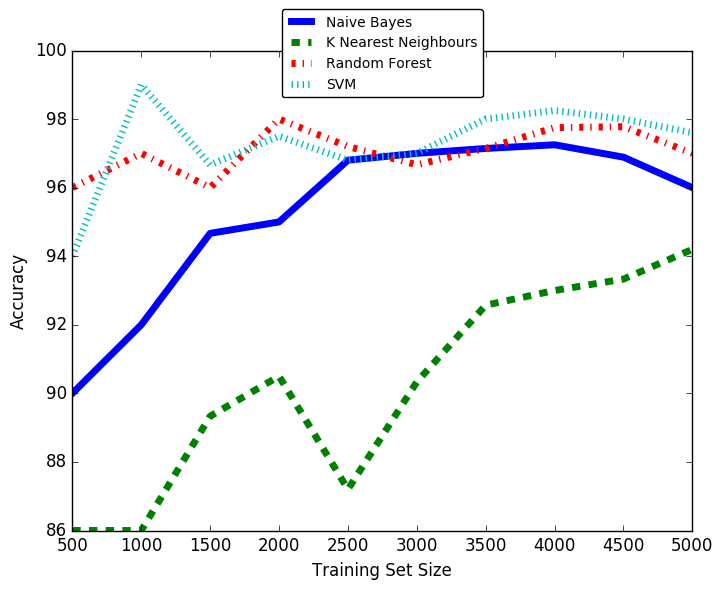 Naive Bayes
K Nearest Neighbours
Random Forest
SVM
100
98
96
94
92
90
88
86
Accuracy
500 1000 1500 2000 2500 3000 3500 4000 4500 5000
Training Set Size